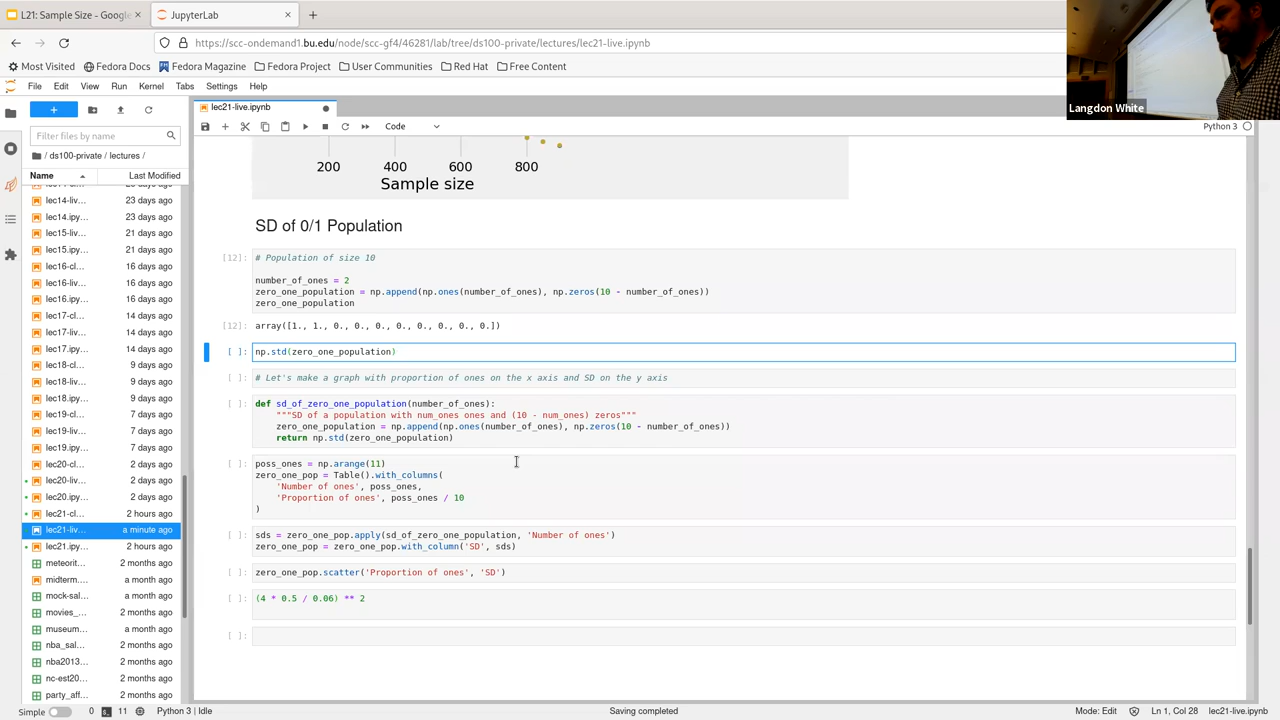 L21: Sample Size - Google
JupyterLab
https://scc-ondemand1.bu.edu/node/scc-gf4/46281/lab/tree/ds100-private/lectures/lec21-live.ipynb
Most Visited
Fedora Docs
Fedora Magazine
Fedora Project
User Communities
Red Hat
Free Content
Langdon White
File Edit View Run Kernel Tabs Settings Help
lec21-live.ipynb
Filter files by name
Code
Python 3
/ ds100-private / lectures /
Name Last Modified
lec14-liv... 23 days ago
lec14.ipy... 23 days ago
lec15-liv... 21 days ago
lec15.ipy... 21 days ago
lec16-cl... 16 days ago
lec16-liv... 16 days ago
lec16.ipy... 16 days ago
lec17-cl... 14 days ago
lec17-liv... 14 days ago
lec17.ipy... 14 days ago
lec18-cl... 9 days ago
lec18-liv... 9 days ago
lec18.ipy... 9 days ago
lec19-cl... 7 days ago
lec19-liv... 7 days ago
lec19.ipy... 7 days ago
lec20-cl... 2 days ago
lec20-liv... 2 days ago
lec20.ipy... 2 days ago
lec21-cl... 2 hours ago
lec21-liv... a minute ago
lec21.ipy... 2 hours ago
meteorit... 2 months ago
midterm.... a month ago
mock-sal... a month ago
movies_... 2 months ago
museum... a month ago
nba_sal... 2 months ago
nba2013... 2 months ago
nc-est20... 2 months ago
party_aff... 2 months ago
200 400 600 800
Sample size
SD of 0/1 Population
[12]: # Population of size 10
number_of_ones = 2
zero_one_population = np.append(np.ones(number_of_ones), np.zeros(10 - number_of_ones))
zero_one_population
[12]: array([1., 1., 0., 0., 0., 0., 0., 0., 0., 0.])
[ ]: np.std(zero_one_population)
[ ]: # Let's make a graph with proportion of ones on the x axis and SD on the y axis
[ ]: def sd_of_zero_one_population(number_of_ones):
"""SD of a population with num_ones ones and (10 - num_ones) zeros"""
zero_one_population = np.append(np.ones(number_of_ones), np.zeros(10 - number_of_ones))
return np.std(zero_one_population)
[ ]: poss_ones = np.arange(11)
zero_one_pop = Table().with_columns(
'Number of ones', poss_ones,
'Proportion of ones', poss_ones / 10
)
[ ]: sds = zero_one_pop.apply(sd_of_zero_one_population, 'Number of ones')
zero_one_pop = zero_one_pop.with_column('SD', sds)
[ ]: zero_one_pop.scatter('Proportion of ones', 'SD')
[ ]: (4 * 0.5 / 0.06) ** 2
[ ]:
Simple 0 11 Python 3 | Idle
Saving completed
Mode: Edit Ln 1, Col 28 lec21-live.ipynb